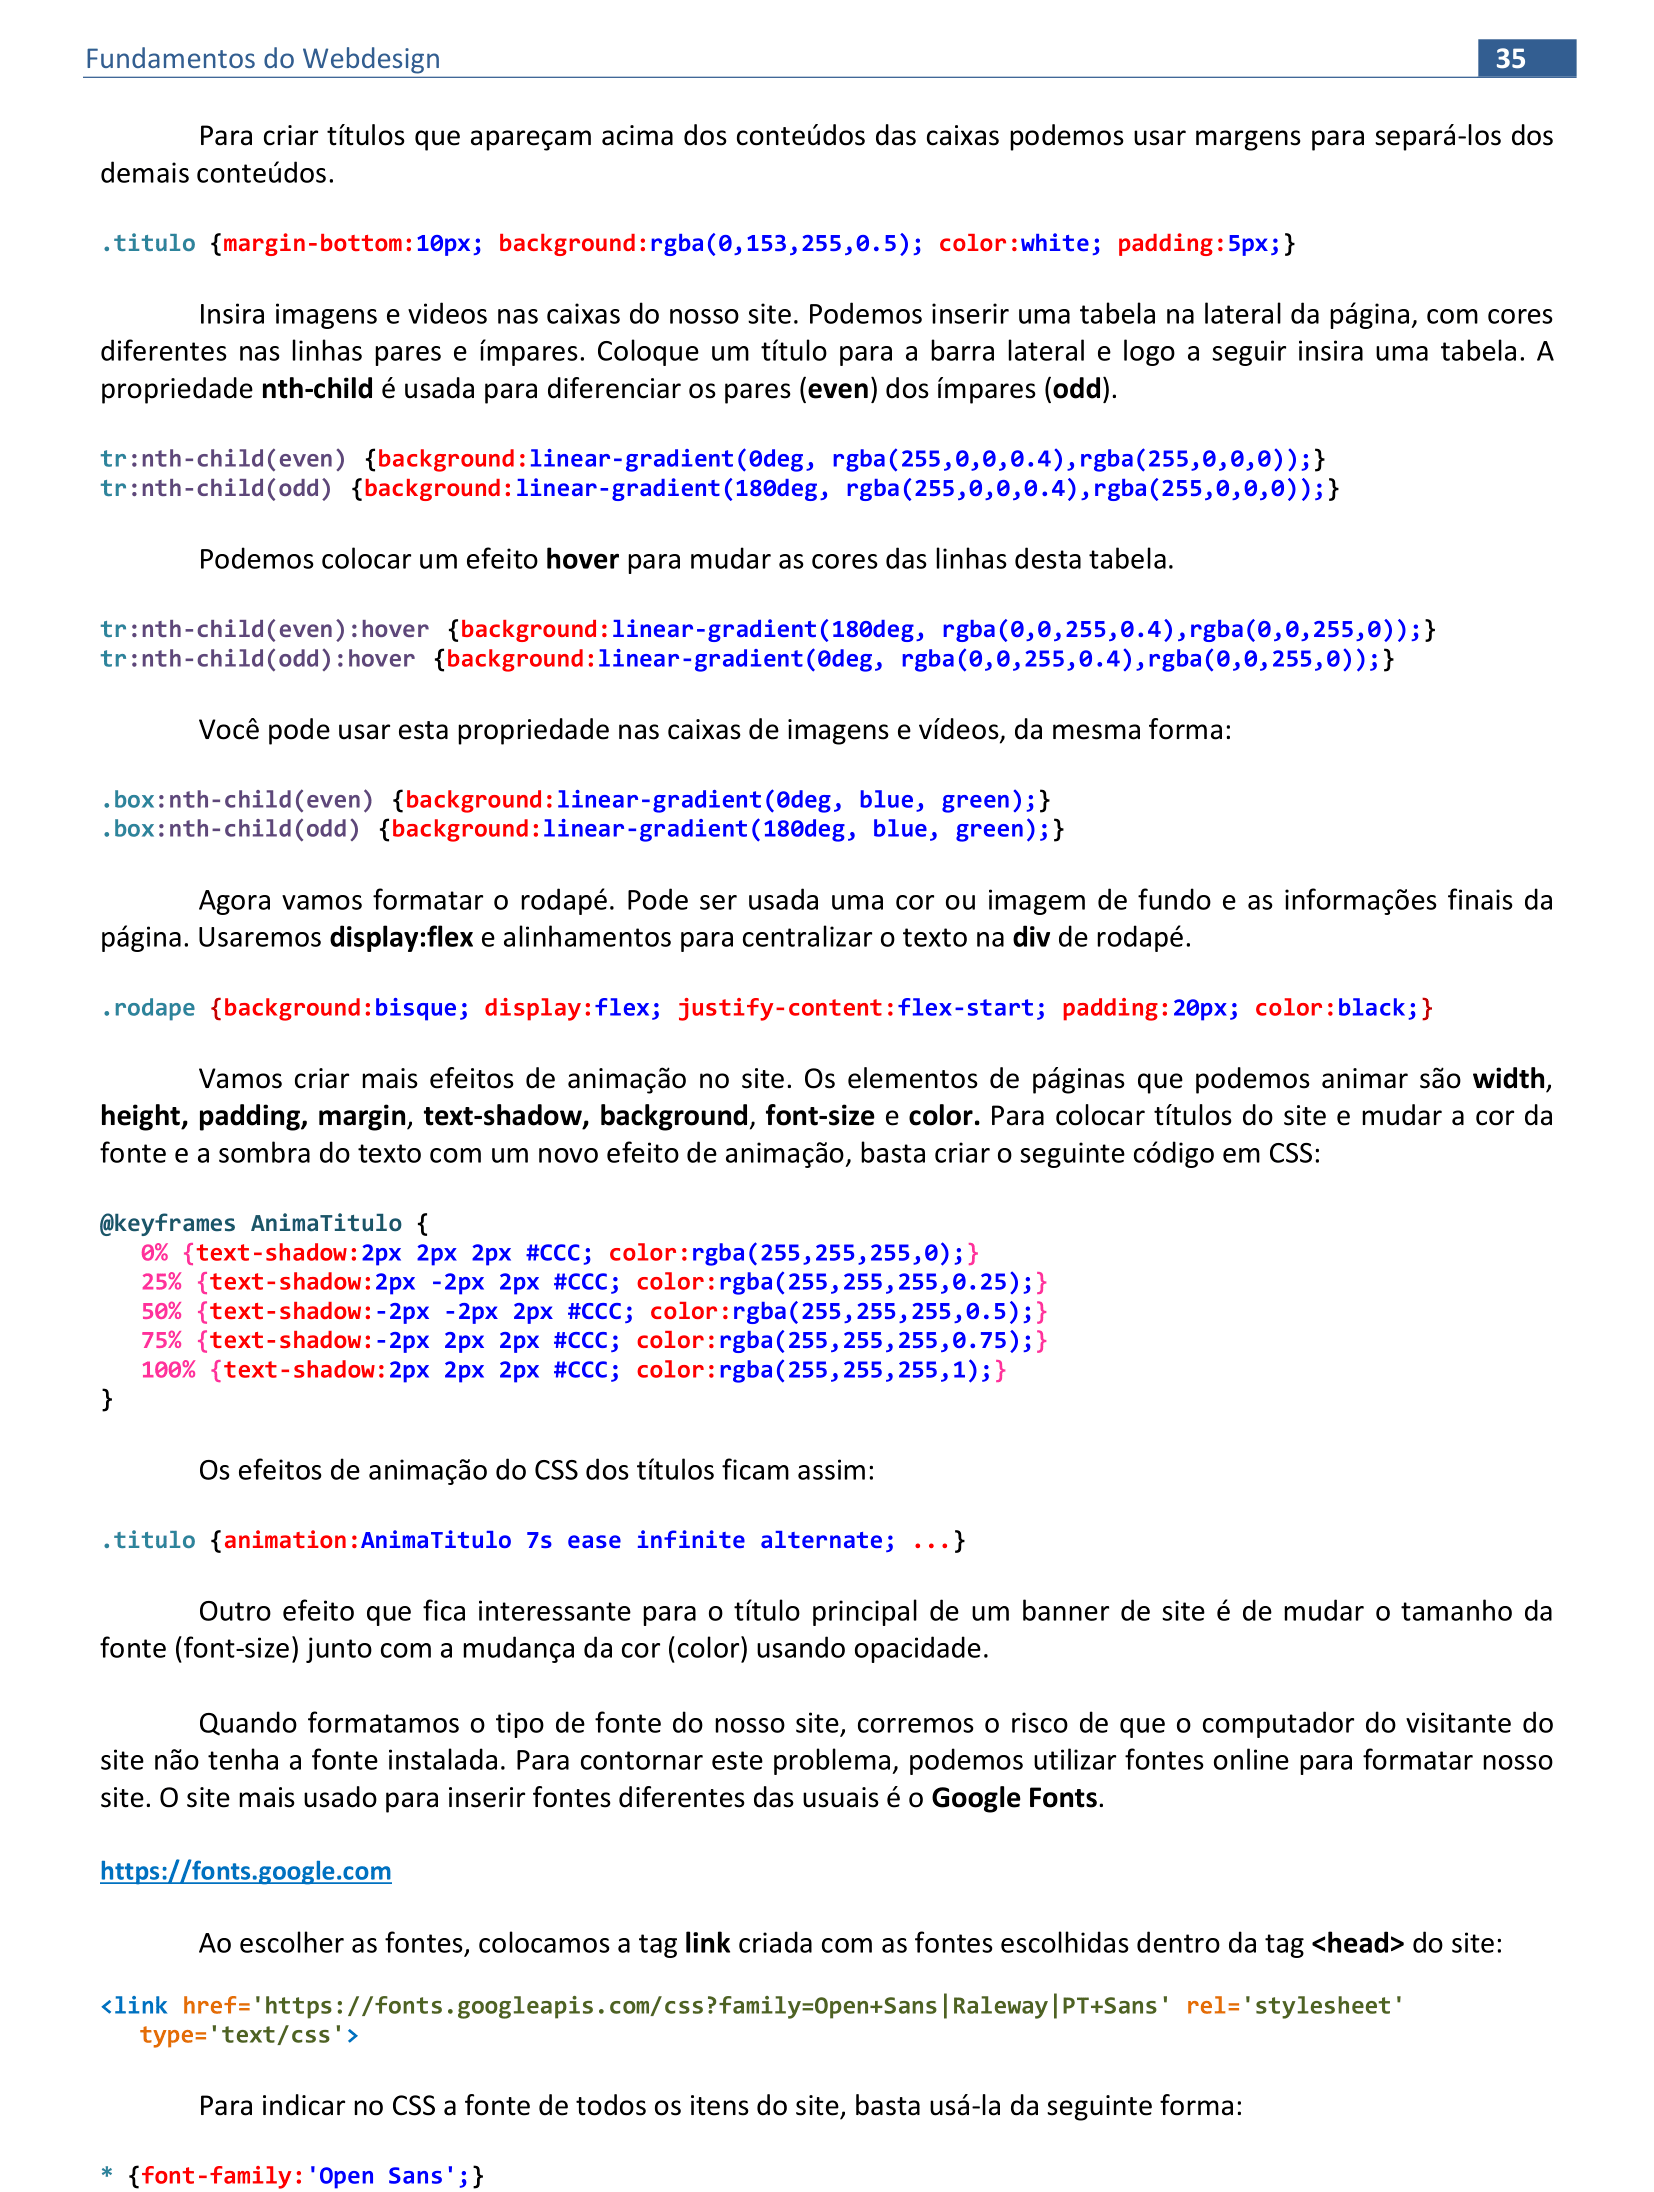 Fundamentos do Webdesign 35
Para criar títulos que apareçam acima dos conteúdos das caixas podemos usar margens para separá-los dos
demais conteúdos.
.titulo {margin-bottom:10px; background:rgba(0,153,255,0.5); color:white; padding:5px;}
Insira imagens e videos nas caixas do nosso site. Podemos inserir uma tabela na lateral da página, com cores
diferentes nas linhas pares e ímpares. Coloque um título para a barra lateral e logo a seguir insira uma tabela. A
propriedade nth-child é usada para diferenciar os pares (even) dos ímpares (odd).
tr:nth-child(even) {background:linear-gradient(0deg, rgba(255,0,0,0.4),rgba(255,0,0,0));}
tr:nth-child(odd) {background:linear-gradient(180deg, rgba(255,0,0,0.4),rgba(255,0,0,0));}
Podemos colocar um efeito hover para mudar as cores das linhas desta tabela.
tr:nth-child(even):hover {background:linear-gradient(180deg, rgba(0,0,255,0.4),rgba(0,0,255,0));}
tr:nth-child(odd):hover {background:linear-gradient(0deg, rgba(0,0,255,0.4),rgba(0,0,255,0));}
Você pode usar esta propriedade nas caixas de imagens e vídeos, da mesma forma:
.box:nth-child(even) {background:linear-gradient(0deg, blue, green);}
.box:nth-child(odd) {background:linear-gradient(180deg, blue, green);}
Agora vamos formatar o rodapé. Pode ser usada uma cor ou imagem de fundo e as informações finais da
página. Usaremos display:flex e alinhamentos para centralizar o texto na div de rodapé.
.rodape {background:bisque; display:flex; justify-content:flex-start; padding:20px; color:black;}
Vamos criar mais efeitos de animação no site. Os elementos de páginas que podemos animar são width,
height, padding, margin, text-shadow, background, font-size e color. Para colocar títulos do site e mudar a cor da
fonte e a sombra do texto com um novo efeito de animação, basta criar o seguinte código em CSS:
@keyframes AnimaTitulo {
0% {text-shadow:2px 2px 2px #CCC; color:rgba(255,255,255,0);}
25% {text-shadow:2px -2px 2px #CCC; color:rgba(255,255,255,0.25);}
50% {text-shadow:-2px -2px 2px #CCC; color:rgba(255,255,255,0.5);}
75% {text-shadow:-2px 2px 2px #CCC; color:rgba(255,255,255,0.75);}
100% {text-shadow:2px 2px 2px #CCC; color:rgba(255,255,255,1);}
}
Os efeitos de animação do CSS dos títulos ficam assim:
.titulo {animation:AnimaTitulo 7s ease infinite alternate; ...}
Outro efeito que fica interessante para o título principal de um banner de site é de mudar o tamanho da
fonte (font-size) junto com a mudança da cor (color) usando opacidade.
Quando formatamos o tipo de fonte do nosso site, corremos o risco de que o computador do visitante do
site não tenha a fonte instalada. Para contornar este problema, podemos utilizar fontes online para formatar nosso
site. O site mais usado para inserir fontes diferentes das usuais é o Google Fonts.
https://fonts.google.com
Ao escolher as fontes, colocamos a tag link criada com as fontes escolhidas dentro da tag <head> do site:
<link href='https://fonts.googleapis.com/css?family=Open+Sans|Raleway|PT+Sans' rel='stylesheet'
type='text/css'>
Para indicar no CSS a fonte de todos os itens do site, basta usá-la da seguinte forma:
* {font-family:'Open Sans';}